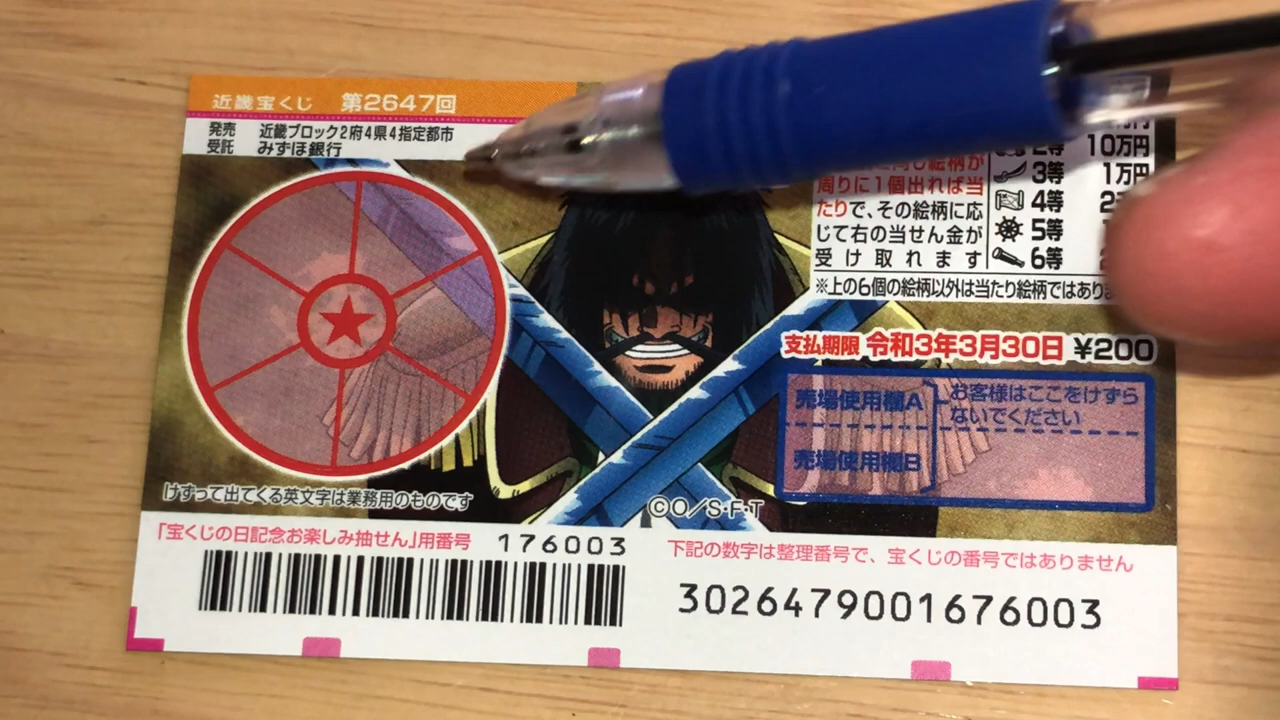 近畿宝くじ 第2647回
発売 近畿ブロック2府4県4指定都市
受託 みずほ銀行
10万円
3等 1万円
4等
5等
6等
同じ絵柄が
周りに1個出れば当
たりで、その絵柄に応
じて右の当せん金が
受け取れます
※上の6個の絵柄以外は当たり絵柄ではあり
支払期限 令和3年3月30日 ¥200
売場使用欄A
売場使用欄B
お客様はここをけずら
ないでください
けずって出てくる英文字は業務用のものです
©O/S・F・T
「宝くじの日記念お楽しみ抽せん」用番号 176003
下記の数字は整理番号で、宝くじの番号ではありません
3026479001676003